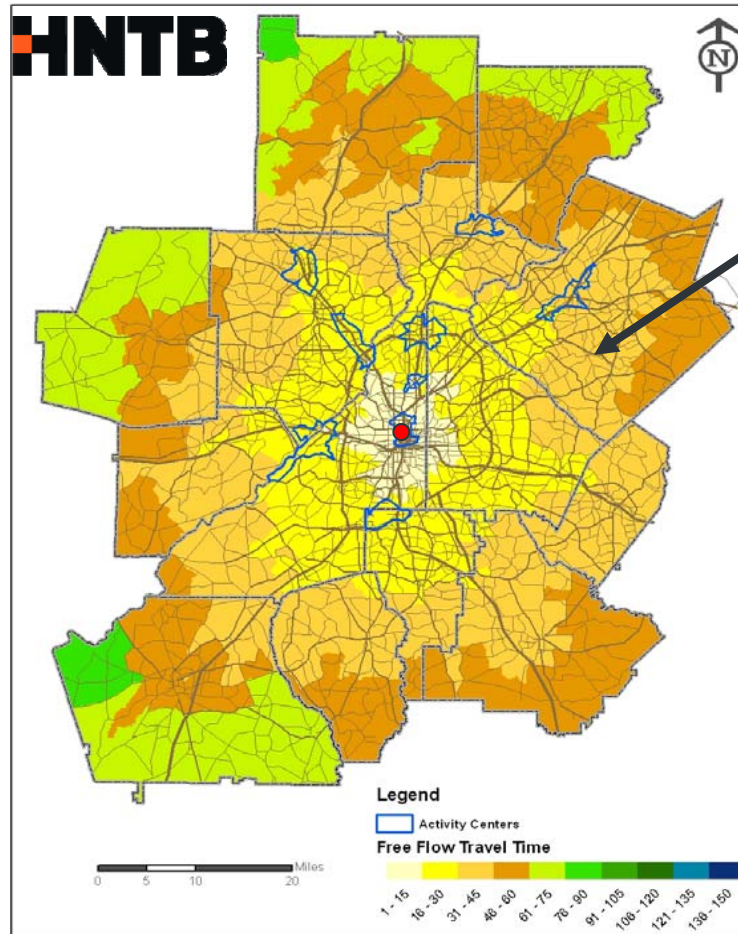 HNTB
N
Legend
Activity Centers
Free Flow Travel Time
Miles
0 5 10 20
1 - 15
16 - 30
31 - 45
46 - 60
61 - 75
76 - 90
91 - 105
106 - 120
121 - 135
136 - 150